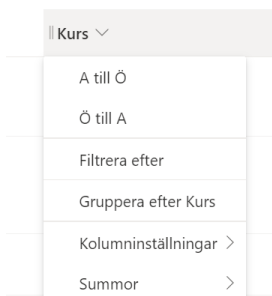 Kurs
A till Ö
Ö till A
Filtrera efter
Gruppera efter Kurs
Kolumninställningar
Summor